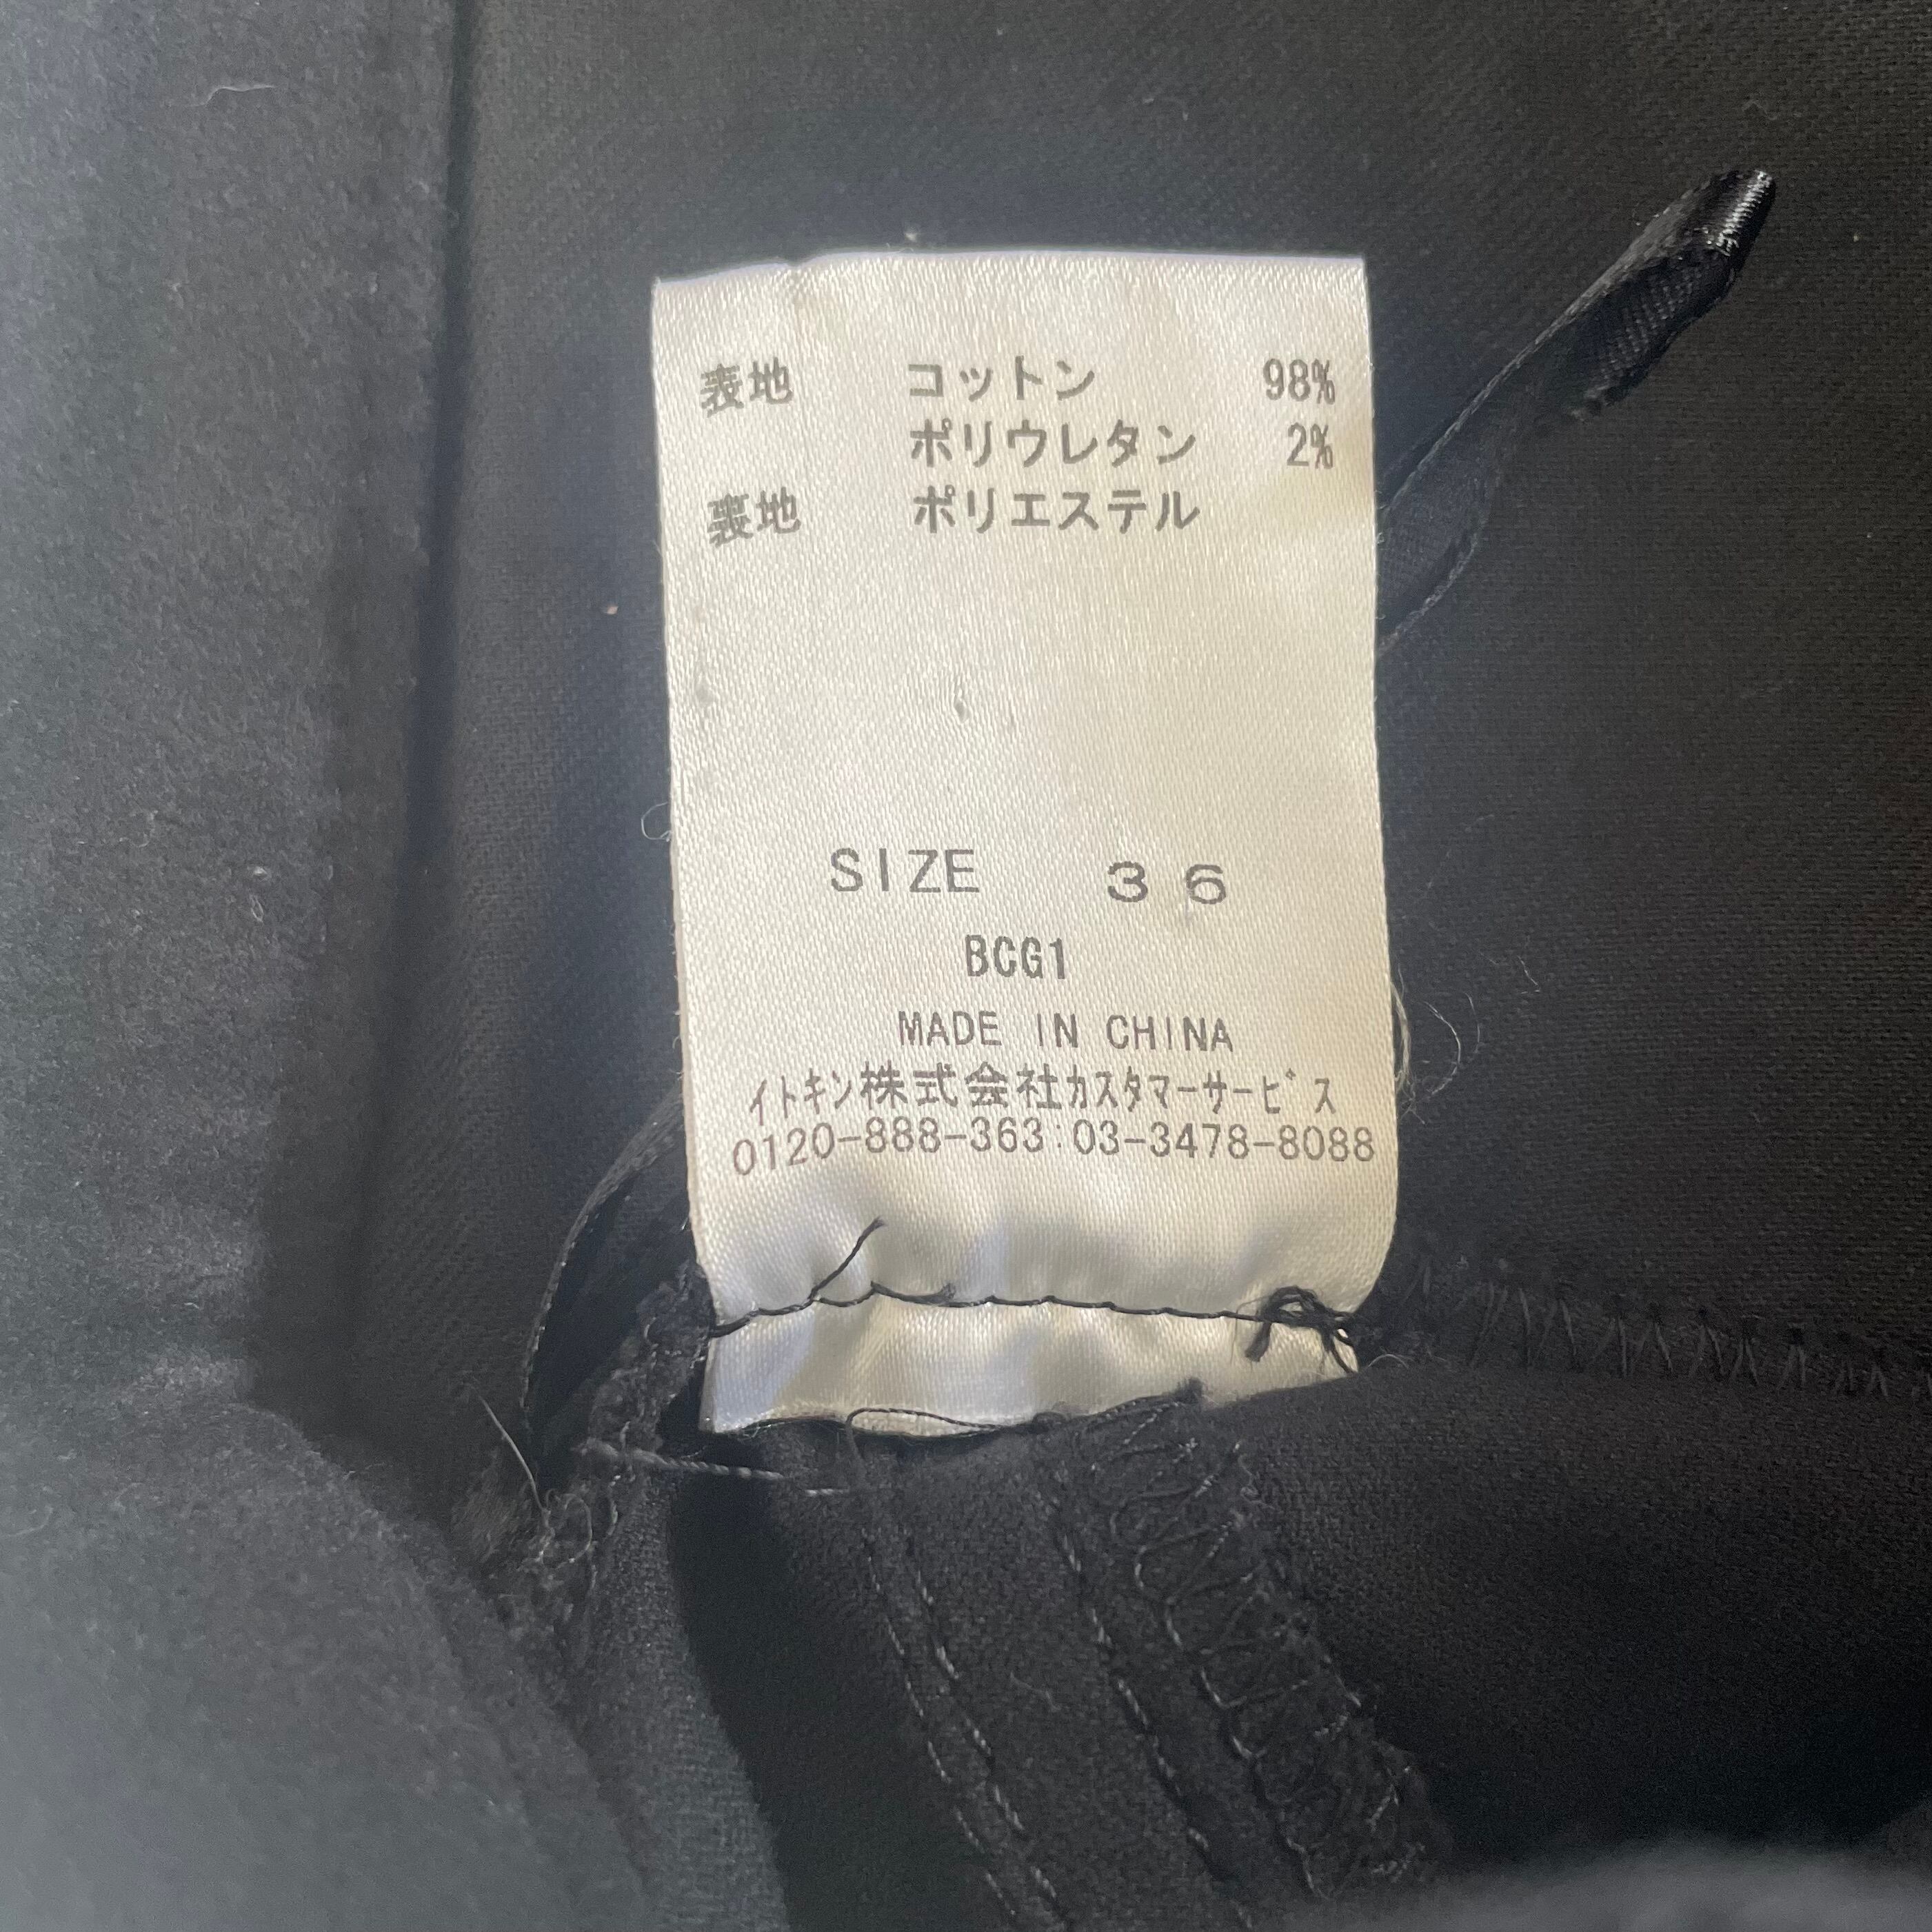 表地 コットン 98%
ポリウレタン 2%
裏地 ポリエステル
SIZE 36
BCG1
MADE IN CHINA
イトキン株式会社カスタマーサービス
0120-888-363:03-3478-8088